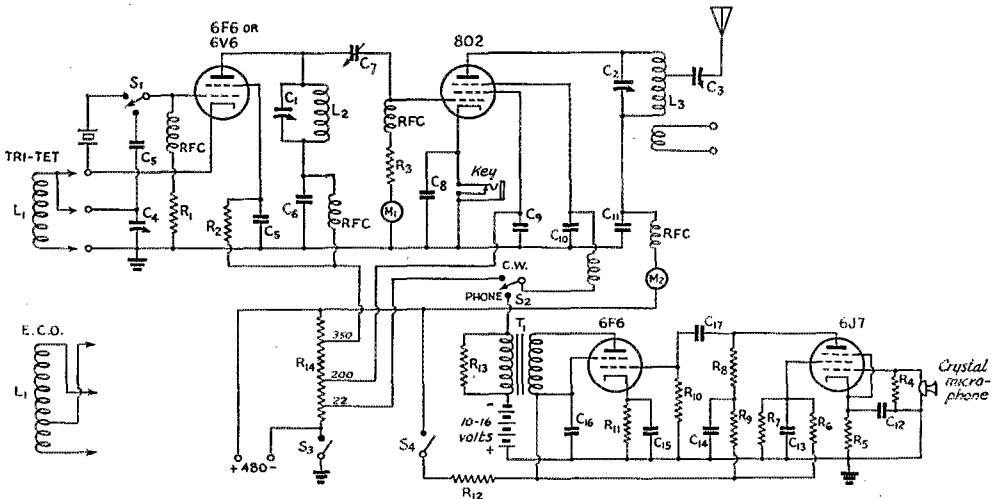 6F6 OR
6V6
802
C7
C2
C3
L3
S1
C1
L2
RFC
RFC
TRI-TET
C5
R3
Key
C8
L1
C4
R1
R2
C5
C6
RFC
M1
C9
C10
C11
RFC
C.W.
M2
PHONE
S2
E.C.O.
L1
350
R14
200
22
T1
R13
6F6
C17
6J7
R8
Crystal
micro-
phone
R4
C12
10-16
volts
-
+
C16
R11
C15
R10
C14
R9
R7
C13
R6
R5
+ 480 -
S3
S4
R12